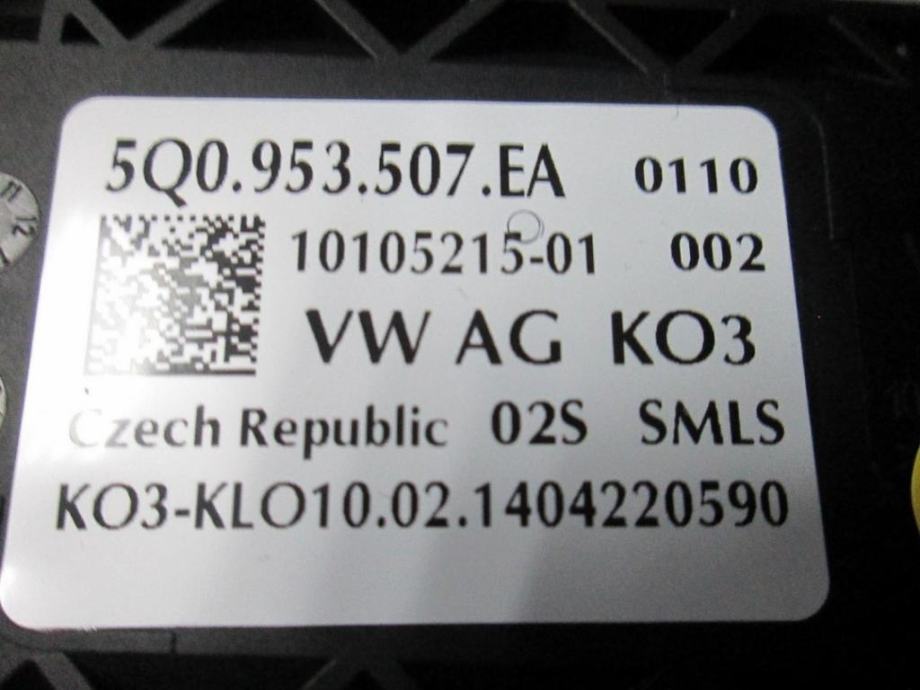 5Q0.953.507.EA 0110
10105215-01 002
VW AG KO3
Czech Republic 02S SMLS
KO3-KLO10.02.1404220590